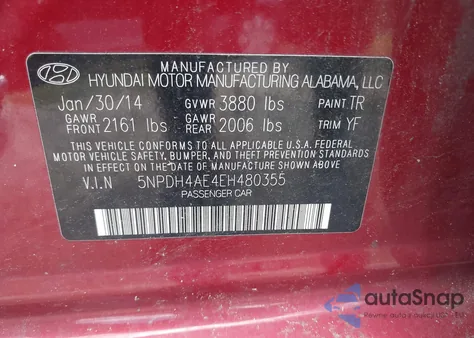 MANUFACTURED BY
HYUNDAI MOTOR MANUFACTURING ALABAMA, LLC
Jan/30/14 GVWR 3880 lbs PAINT TR
GAWR FRONT 2161 lbs GAWR REAR 2006 lbs TRIM YF
THIS VEHICLE CONFORMS TO ALL APPLICABLE U.S.A. FEDERAL
MOTOR VEHICLE SAFETY, BUMPER, AND THEFT PREVENTION
STANDARDS IN EFFECT ON THE DATE OF MANUFACTURE SHOWN ABOVE
V.I.N 5NPDH4AE4EH480355
PASSENGER CAR
autaSnap